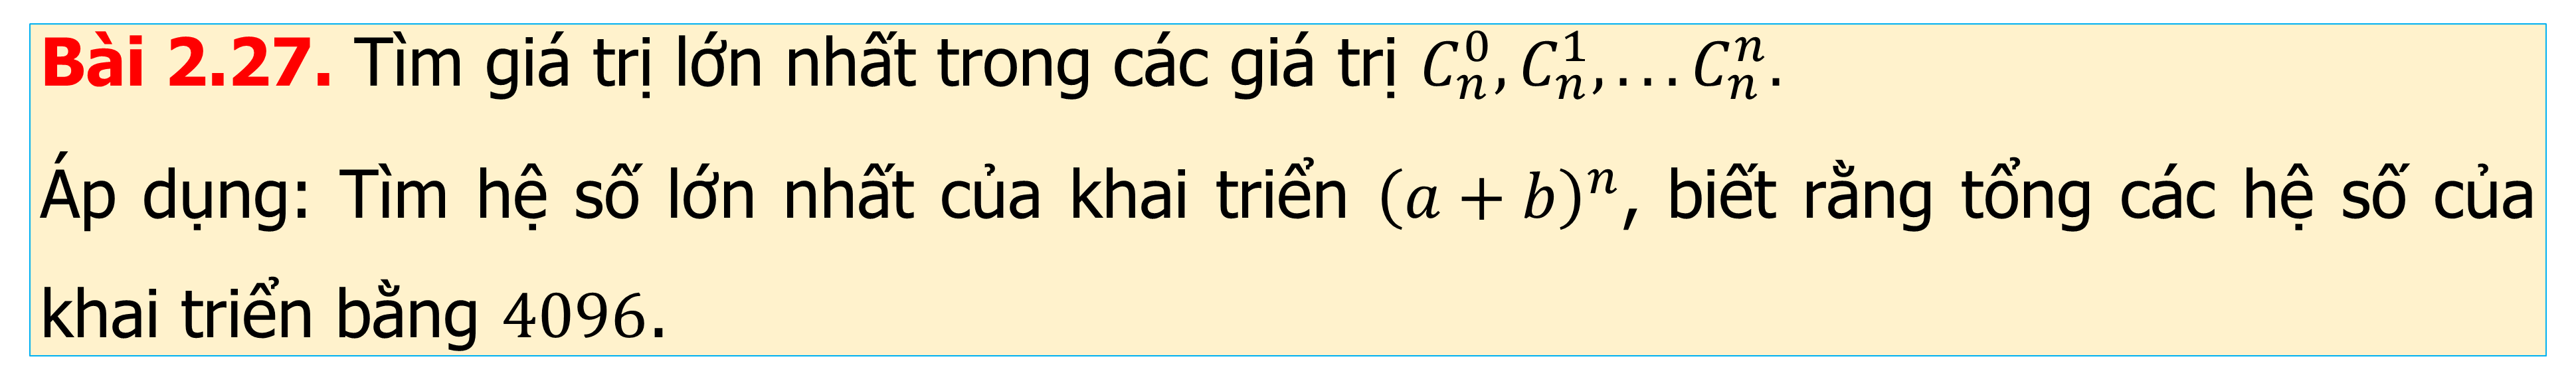 Bài 2.27. Tìm giá trị lớn nhất trong các giá trị $C_n^0, C_n^1, \ldots C_n^n$.
Áp dụng: Tìm hệ số lớn nhất của khai triển $(a + b)^n$, biết rằng tổng các hệ số của
khai triển bằng 4096.